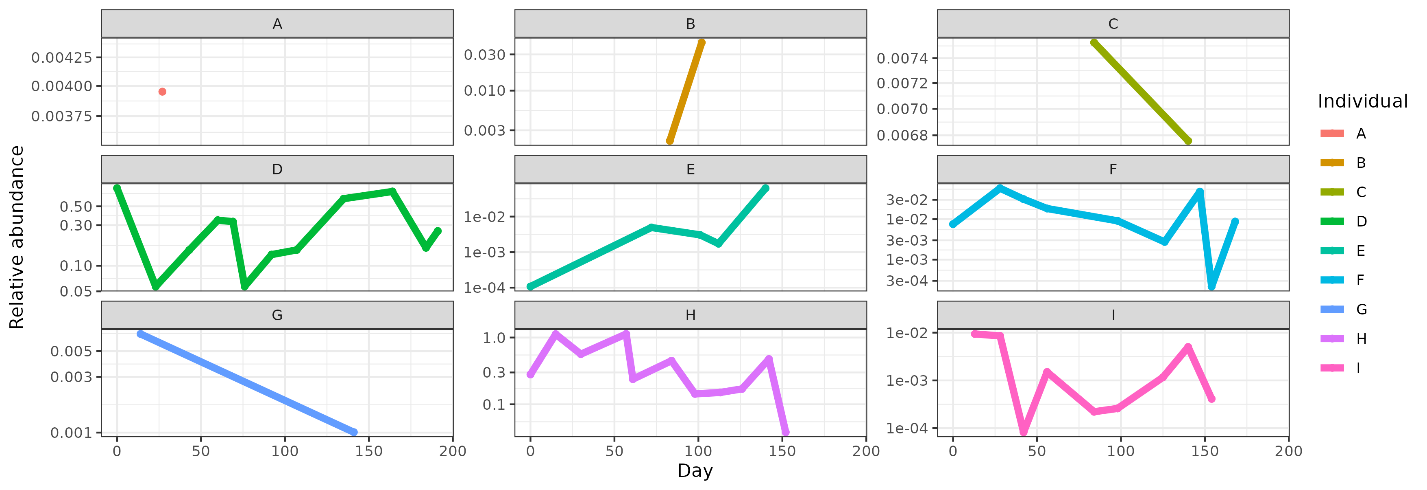 A
B
C
0.00425
0.00400
0.00375
0.030
0.010
0.003
0.0074
0.0072
0.0070
0.0068
D
E
F
0.50
0.30
0.10
0.05
1e-02
1e-03
1e-04
3e-02
1e-02
3e-03
1e-03
3e-04
G
H
I
0.005
0.003
0.001
1.0
0.3
0.1
1e-02
1e-03
1e-04
0 50 100 150 200
0 50 100 150 200
0 50 100 150 200
Day
Relative abundance
Individual
A
B
C
D
E
F
G
H
I